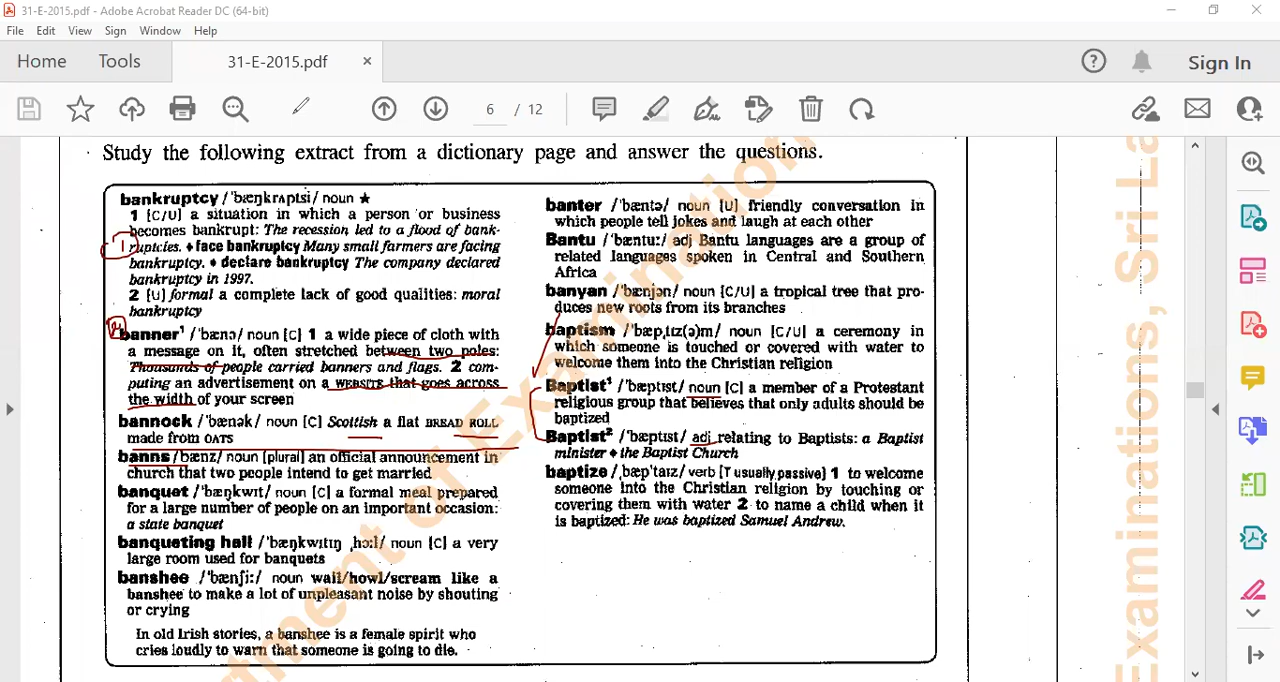 31-E-2015.pdf - Adobe Acrobat Reader DC (64-bit)
File Edit View Sign Window Help
Home Tools 31-E-2015.pdf × Sign In
6 / 12
Study the following extract from a dictionary page and answer the questions.
bankruptcy /ˈbæŋkrʌptsi/ noun ★
1 [C/U] a situation in which a person or business
becomes bankrupt: The recession led to a flood of bank-
ruptcies. ♦ face bankruptcy Many small farmers are facing
bankruptcy. ♦ declare bankruptcy The company declared
bankruptcy in 1997.
2 [U] formal a complete lack of good qualities: moral
bankruptcy
banner¹ /ˈbænə/ noun [C] 1 a wide piece of cloth with
a message on it, often stretched between two poles:
Thousands of people carried banners and flags. 2 com-
puting an advertisement on a WEBSITE that goes across
the width of your screen
bannock /ˈbænək/ noun [C] Scottish a flat BREAD ROLL
made from OATS
banns /bænz/ noun [plural] an official announcement in
church that two people intend to get married
banquet /ˈbæŋkwɪt/ noun [C] a formal meal prepared
for a large number of people on an important occasion:
a state banquet
banqueting hall /ˈbæŋkwɪtɪŋ ˌhɔːl/ noun [C] a very
large room used for banquets
banshee /ˈbænʃiː/ noun wail/howl/scream like a
banshee to make a lot of unpleasant noise by shouting
or crying
In old Irish stories, a banshee is a female spirit who
cries loudly to warn that someone is going to die.
banter /ˈbæntə/ noun [U] friendly conversation in
which people tell jokes and laugh at each other
Bantu /ˈbæntuː/ adj Bantu languages are a group of
related languages spoken in Central and Southern
Africa
banyan /ˈbænjən/ noun [C/U] a tropical tree that pro-
duces new roots from its branches
baptism /ˈbæpˌtɪz(ə)m/ noun [C/U] a ceremony in
which someone is touched or covered with water to
welcome them into the Christian religion
Baptist¹ /ˈbæptɪst/ noun [C] a member of a Protestant
religious group that believes that only adults should be
baptized
Baptist² /ˈbæptɪst/ adj relating to Baptists: a Baptist
minister ♦ the Baptist Church
baptize /ˌbæpˈtaɪz/ verb [T usually passive] 1 to welcome
someone into the Christian religion by touching or
covering them with water 2 to name a child when it
is baptized: He was baptized Samuel Andrew.
Examinations, Sri La